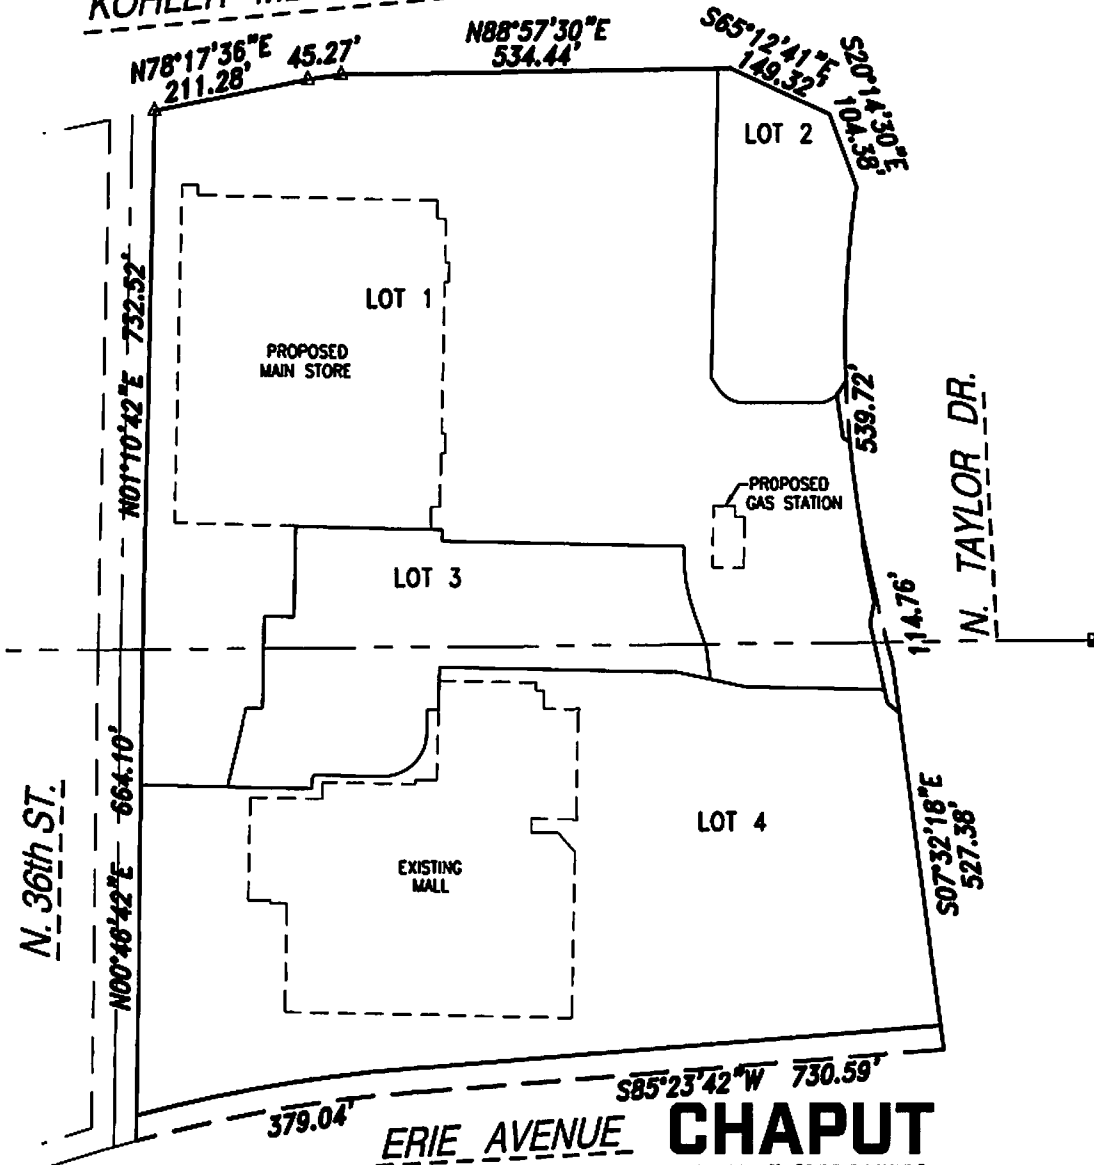 KOHLER
N78°17'36"E
211.28'
45.27'
N88°57'30"E
534.44'
S65°12'41"E
149.32'
S20°14'30"E
104.38'
LOT 2
LOT 1
PROPOSED
MAIN STORE
N01°10'42"E 732.52'
539.72'
N. TAYLOR DR.
PROPOSED
GAS STATION
LOT 3
114.76'
N. 36th ST.
N00°46'42"E 664.10'
LOT 4
EXISTING
MALL
S07°32'18"E
527.38'
S85°23'42"W 730.59'
379.04'
ERIE AVENUE
CHAPUT